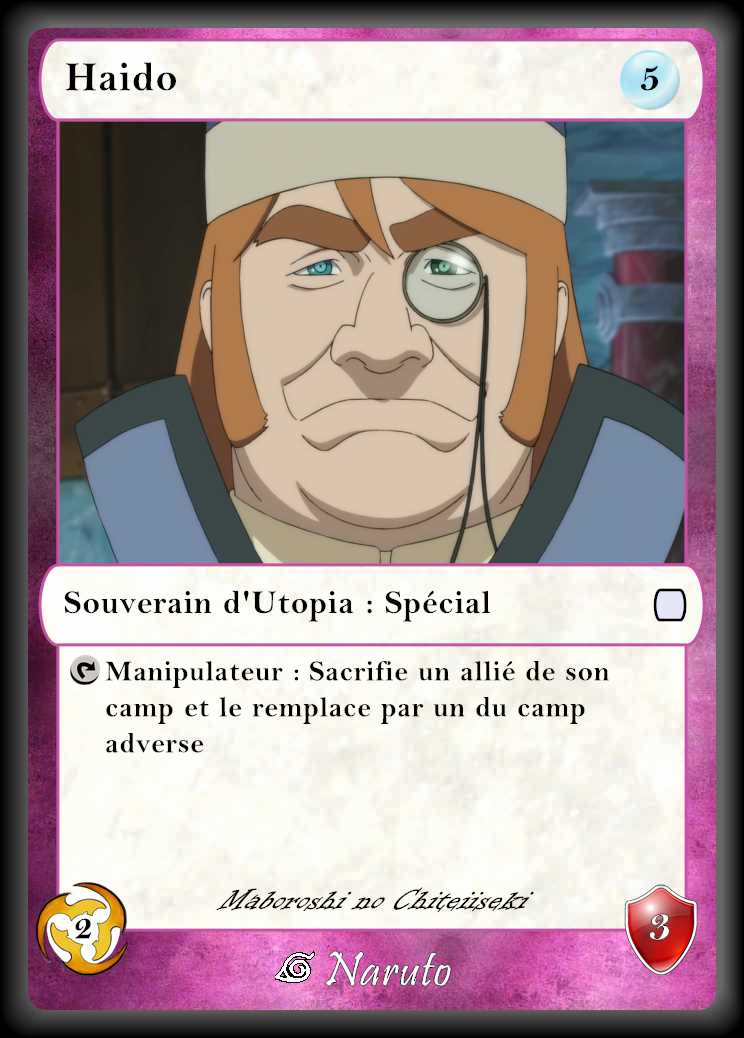 Haido
5
Souverain d'Utopia : Spécial
Manipulateur : Sacrifie un allié de son
camp et le remplace par un du camp
adverse
Maboroshi no Chiteiiseki
2
3
Naruto